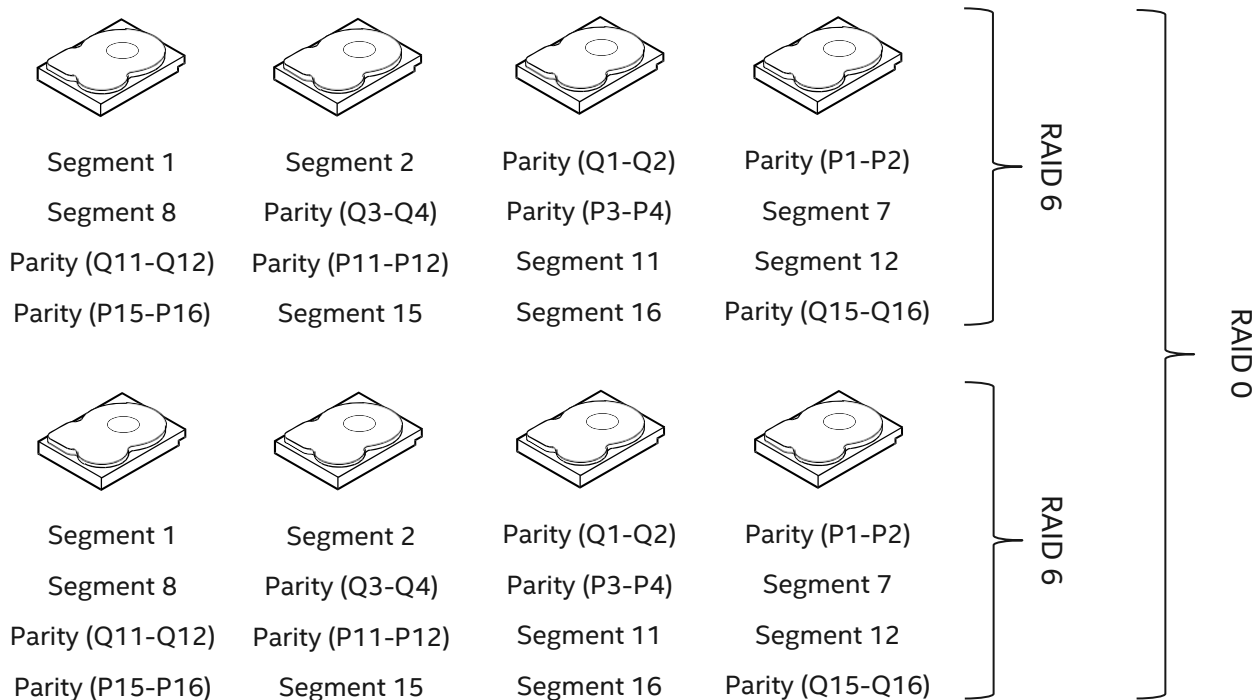 Segment 1 Segment 2 Parity (Q1-Q2) Parity (P1-P2)
Segment 8 Parity (Q3-Q4) Parity (P3-P4) Segment 7
Parity (Q11-Q12) Parity (P11-P12) Segment 11 Segment 12
Parity (P15-P16) Segment 15 Segment 16 Parity (Q15-Q16)
RAID 6
Segment 1 Segment 2 Parity (Q1-Q2) Parity (P1-P2)
Segment 8 Parity (Q3-Q4) Parity (P3-P4) Segment 7
Parity (Q11-Q12) Parity (P11-P12) Segment 11 Segment 12
Parity (P15-P16) Segment 15 Segment 16 Parity (Q15-Q16)
RAID 6
RAID 0